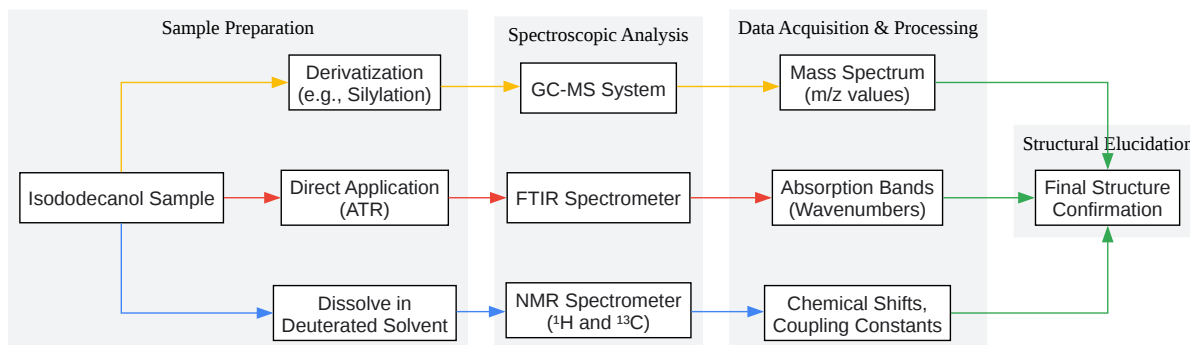 Sample Preparation
Spectroscopic Analysis
Data Acquisition & Processing
Derivatization
(e.g., Silylation)
GC-MS System
Mass Spectrum
(m/z values)
Structural Elucidation
Isododecanol Sample
Direct Application
(ATR)
FTIR Spectrometer
Absorption Bands
(Wavenumbers)
Final Structure
Confirmation
Dissolve in
Deuterated Solvent
NMR Spectrometer
(¹H and ¹³C)
Chemical Shifts,
Coupling Constants